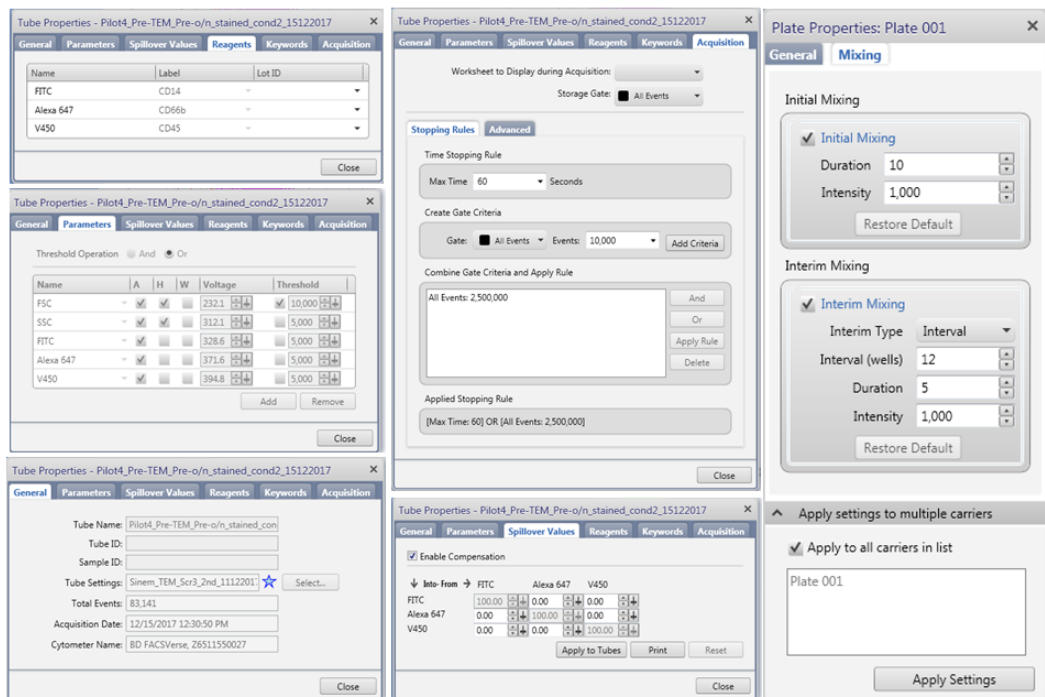 Tube Properties - Pilot4_Pre-TEM_Pre-o/n_stained_cond2_15122017
General Parameters Spillover Values Reagents Keywords Acquisition
Name Label Lot ID
FITC CD14
Alexa 647 CD66b
V450 CD45
Close
Tube Properties - Pilot4_Pre-TEM_Pre-o/n_stained_cond2_15122017
General Parameters Spillover Values Reagents Keywords Acquisition
Threshold Operation And Or
Name A H W Voltage Threshold
FSC 232.1 10,000
SSC 312.1 5,000
FITC 328.6 5,000
Alexa 647 371.6 5,000
V450 394.8 5,000
Add Remove
Close
Tube Properties - Pilot4_Pre-TEM_Pre-o/n_stained_cond2_15122017
General Parameters Spillover Values Reagents Keywords Acquisition
Tube Name: Pilot4_Pre-TEM_Pre-o/n_stained_con
Tube ID:
Sample ID:
Tube Settings: Sinem_TEM_Scr3_2nd_11122017 Select...
Total Events: 83,141
Acquisition Date: 12/15/2017 12:30:50 PM
Cytometer Name: BD FACSVerse, Z6511550027
Close
Tube Properties - Pilot4_Pre-TEM_Pre-o/n_stained_cond2_15122017
General Parameters Spillover Values Reagents Keywords Acquisition
Worksheet to Display during Acquisition:
Storage Gate: All Events
Stopping Rules Advanced
Time Stopping Rule
Max Time 60 Seconds
Create Gate Criteria
Gate: All Events Events: 10,000 Add Criteria
Combine Gate Criteria and Apply Rule
All Events: 2,500,000
And
Or
Apply Rule
Delete
Applied Stopping Rule
[Max Time: 60] OR [All Events: 2,500,000]
Close
Tube Properties - Pilot4_Pre-TEM_Pre-o/n_stained_cond2_15122017
General Parameters Spillover Values Reagents Keywords Acquisition
Enable Compensation
Into- From FITC Alexa 647 V450
FITC 100.00 0.00 0.00
Alexa 647 0.00 100.00 0.00
V450 0.00 0.00 100.00
Apply to Tubes Print Reset
Close
Plate Properties: Plate 001
General Mixing
Initial Mixing
Initial Mixing
Duration 10
Intensity 1,000
Restore Default
Interim Mixing
Interim Mixing
Interim Type Interval
Interval (wells) 12
Duration 5
Intensity 1,000
Restore Default
Apply settings to multiple carriers
Apply to all carriers in list
Plate 001
Apply Settings